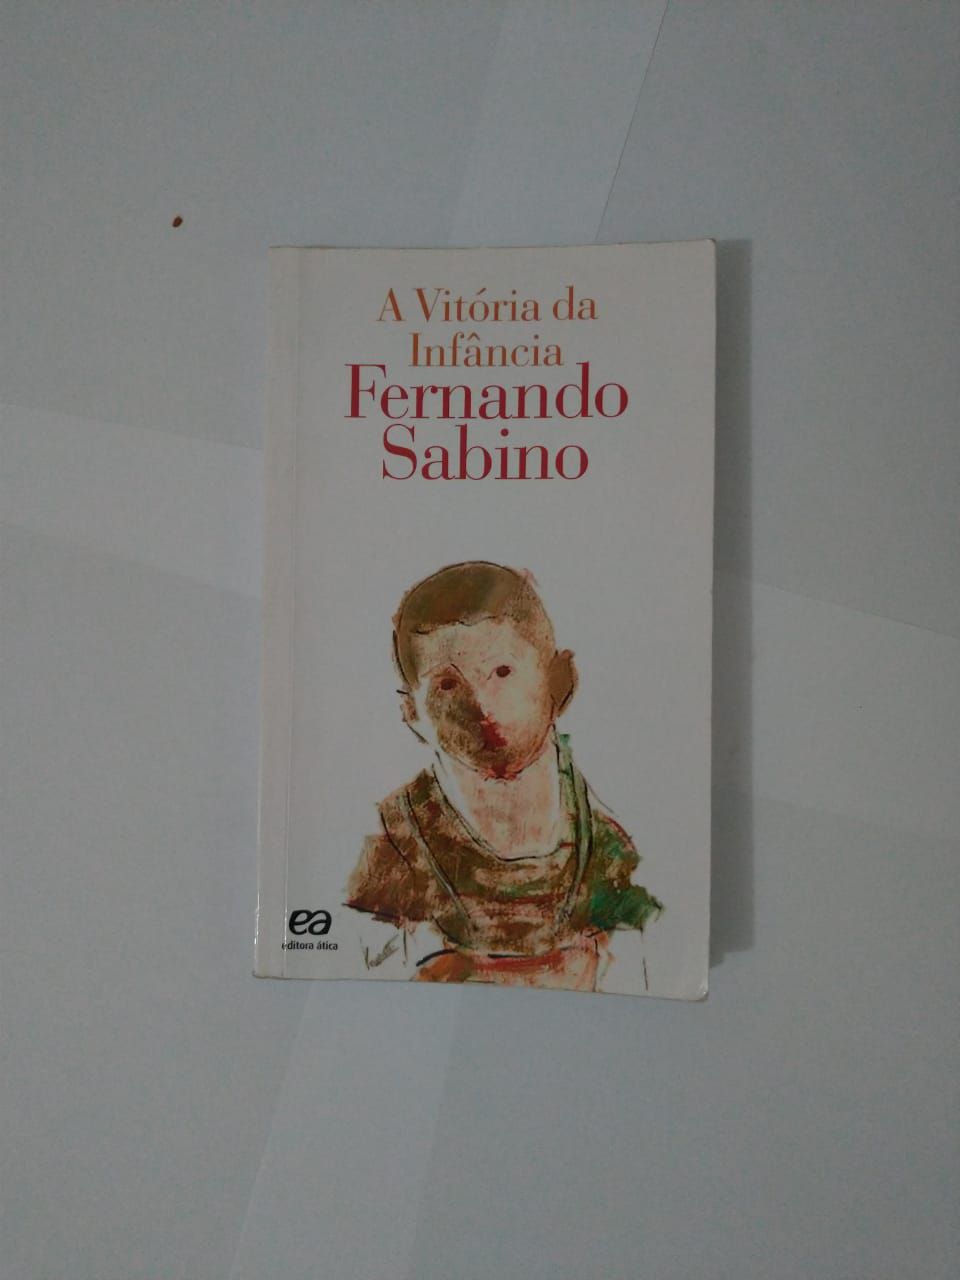 A Vitória da
Infância
Fernando
Sabino
ea
editora ática